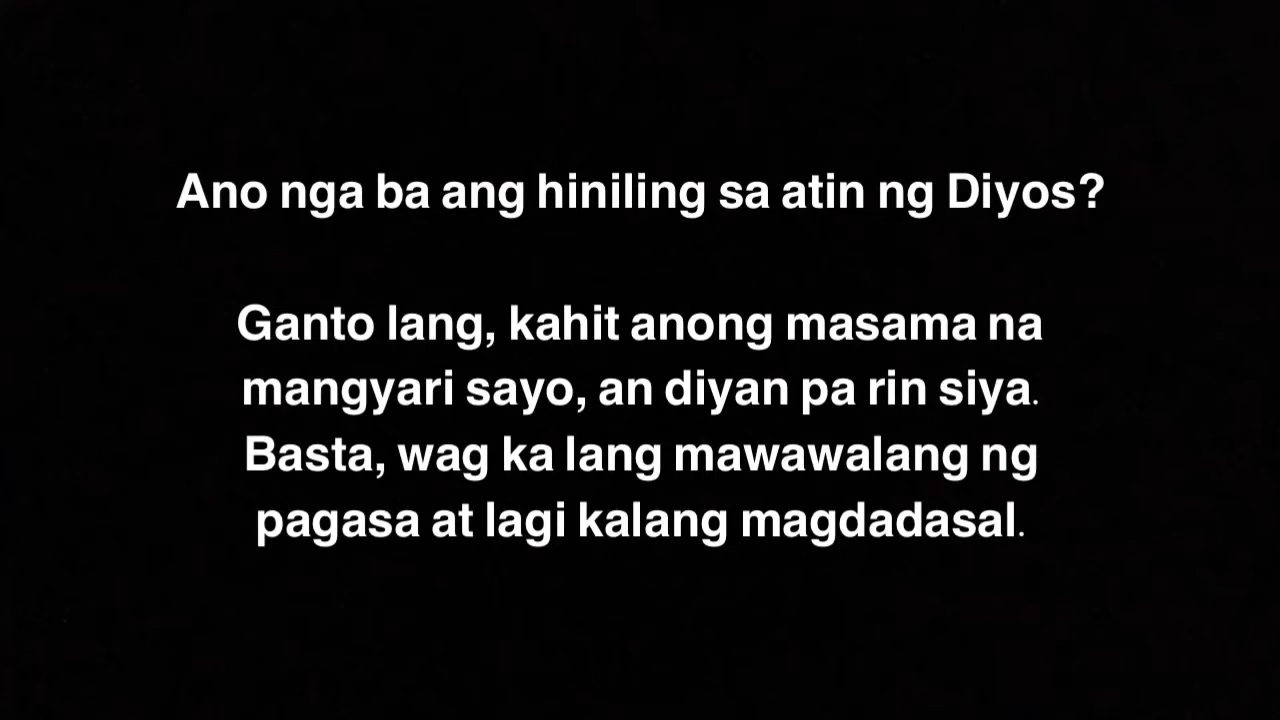 Ano nga ba ang hiniling sa atin ng Diyos?
Ganto lang, kahit anong masama na
mangyari sayo, an diyan pa rin siya.
Basta, wag ka lang mawawalang ng
pagasa at lagi kalang magdadasal.